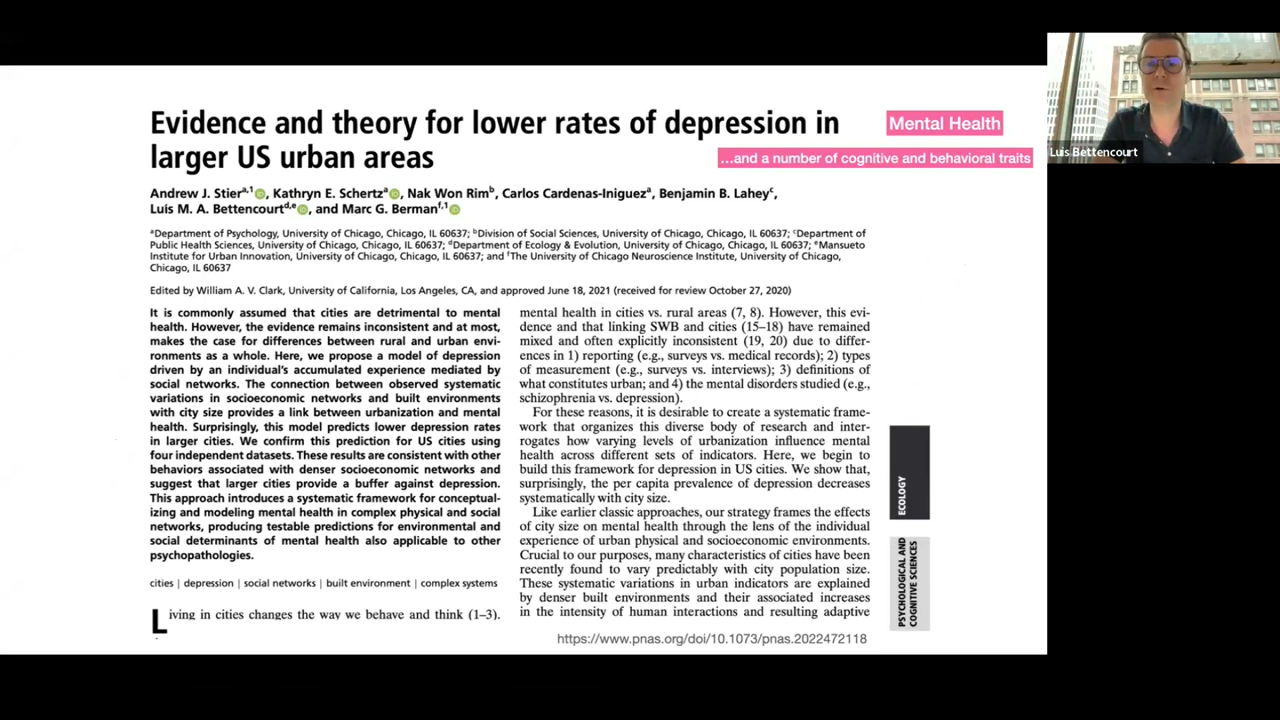 Evidence and theory for lower rates of depression in
larger US urban areas
Mental Health
...and a number of cognitive and behavioral traits
Luis Bettencourt
Andrew J. Stierᵃ,¹, Kathryn E. Schertzᵃ, Nak Won Rimᵇ, Carlos Cardenas-Iniguezᵃ, Benjamin B. Laheyᶜ,
Luís M. A. Bettencourtᵈ,ᵉ, and Marc G. Bermanᶠ,¹
ᵃDepartment of Psychology, University of Chicago, Chicago, IL 60637; ᵇDivision of Social Sciences, University of Chicago, Chicago, IL 60637; ᶜDepartment of
Public Health Sciences, University of Chicago, Chicago, IL 60637; ᵈDepartment of Ecology & Evolution, University of Chicago, Chicago, IL 60637; ᵉMansueto
Institute for Urban Innovation, University of Chicago, Chicago, IL 60637; and ᶠThe University of Chicago Neuroscience Institute, University of Chicago,
Chicago, IL 60637
Edited by William A. V. Clark, University of California, Los Angeles, CA, and approved June 18, 2021 (received for review October 27, 2020)
It is commonly assumed that cities are detrimental to mental
health. However, the evidence remains inconsistent and at most,
makes the case for differences between rural and urban envi-
ronments as a whole. Here, we propose a model of depression
driven by an individual's accumulated experience mediated by
social networks. The connection between observed systematic
variations in socioeconomic networks and built environments
with city size provides a link between urbanization and mental
health. Surprisingly, this model predicts lower depression rates
in larger cities. We confirm this prediction for US cities using
four independent datasets. These results are consistent with other
behaviors associated with denser socioeconomic networks and
suggest that larger cities provide a buffer against depression.
This approach introduces a systematic framework for conceptual-
izing and modeling mental health in complex physical and social
networks, producing testable predictions for environmental and
social determinants of mental health also applicable to other
psychopathologies.
cities | depression | social networks | built environment | complex systems
Living in cities changes the way we behave and think (1–3).
mental health in cities vs. rural areas (7, 8). However, this evi-
dence and that linking SWB and cities (15–18) have remained
mixed and often explicitly inconsistent (19, 20) due to differ-
ences in 1) reporting (e.g., surveys vs. medical records); 2) types
of measurement (e.g., surveys vs. interviews); 3) definitions of
what constitutes urban; and 4) the mental disorders studied (e.g.,
schizophrenia vs. depression).
For these reasons, it is desirable to create a systematic frame-
work that organizes this diverse body of research and inter-
rogates how varying levels of urbanization influence mental
health across different sets of indicators. Here, we begin to
build this framework for depression in US cities. We show that,
surprisingly, the per capita prevalence of depression decreases
systematically with city size.
Like earlier classic approaches, our strategy frames the effects
of city size on mental health through the lens of the individual
experience of urban physical and socioeconomic environments.
Crucial to our purposes, many characteristics of cities have been
recently found to vary predictably with city population size.
These systematic variations in urban indicators are explained
by denser built environments and their associated increases
in the intensity of human interactions and resulting adaptive
ECOLOGY
PSYCHOLOGICAL AND
COGNITIVE SCIENCES
https://www.pnas.org/doi/10.1073/pnas.2022472118